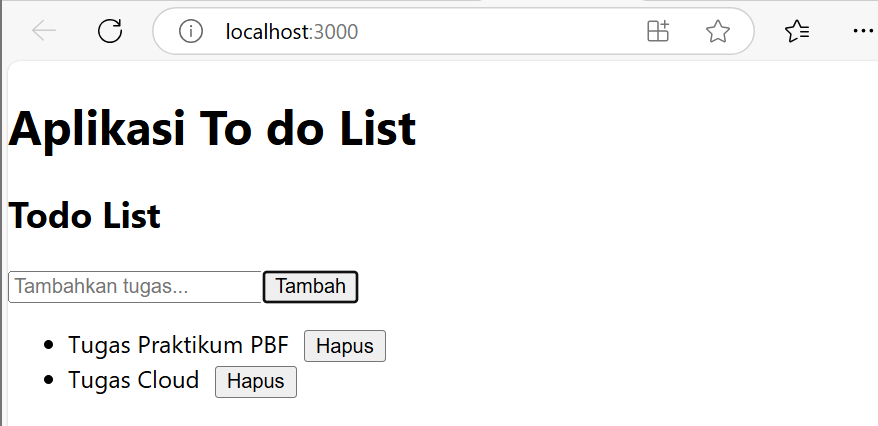 localhost:3000
Aplikasi To do List
Todo List
Tambahkan tugas... Tambah
Tugas Praktikum PBF Hapus
Tugas Cloud Hapus